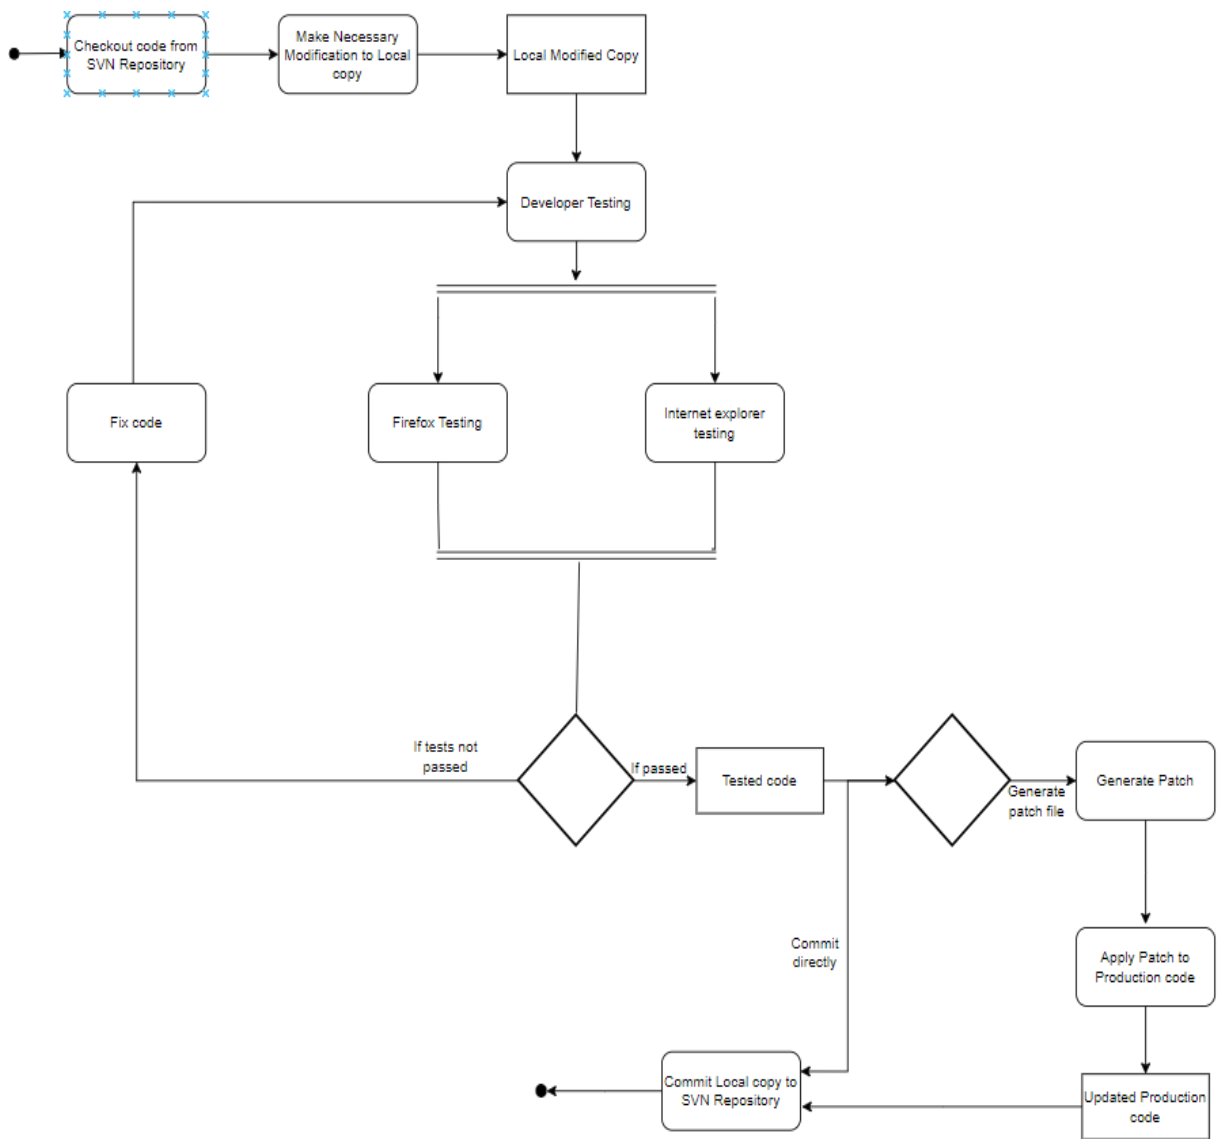 Checkout code from
SVN Repository
Make Necessary
Modification to Local
copy
Local Modified Copy
Developer Testing
Fix code
Firefox Testing
Internet explorer
testing
If tests not
passed
If passed
Tested code
Generate
patch file
Generate Patch
Commit
directly
Apply Patch to
Production code
Commit Local copy to
SVN Repository
Updated Production
code